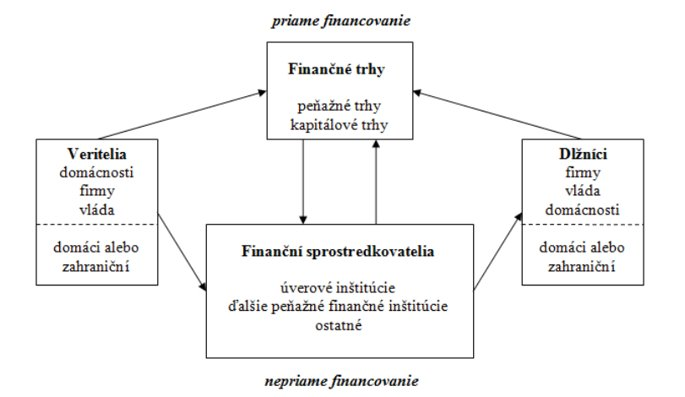 priame financovanie
Finančné trhy
peňažné trhy
kapitálové trhy
Veritelia
domácnosti
firmy
vláda
domáci alebo
zahraniční
Dlžníci
firmy
vláda
domácnosti
domáci alebo
zahraniční
Finanční sprostredkovatelia
úverové inštitúcie
ďalšie peňažné finančné inštitúcie
ostatné
nepriame financovanie